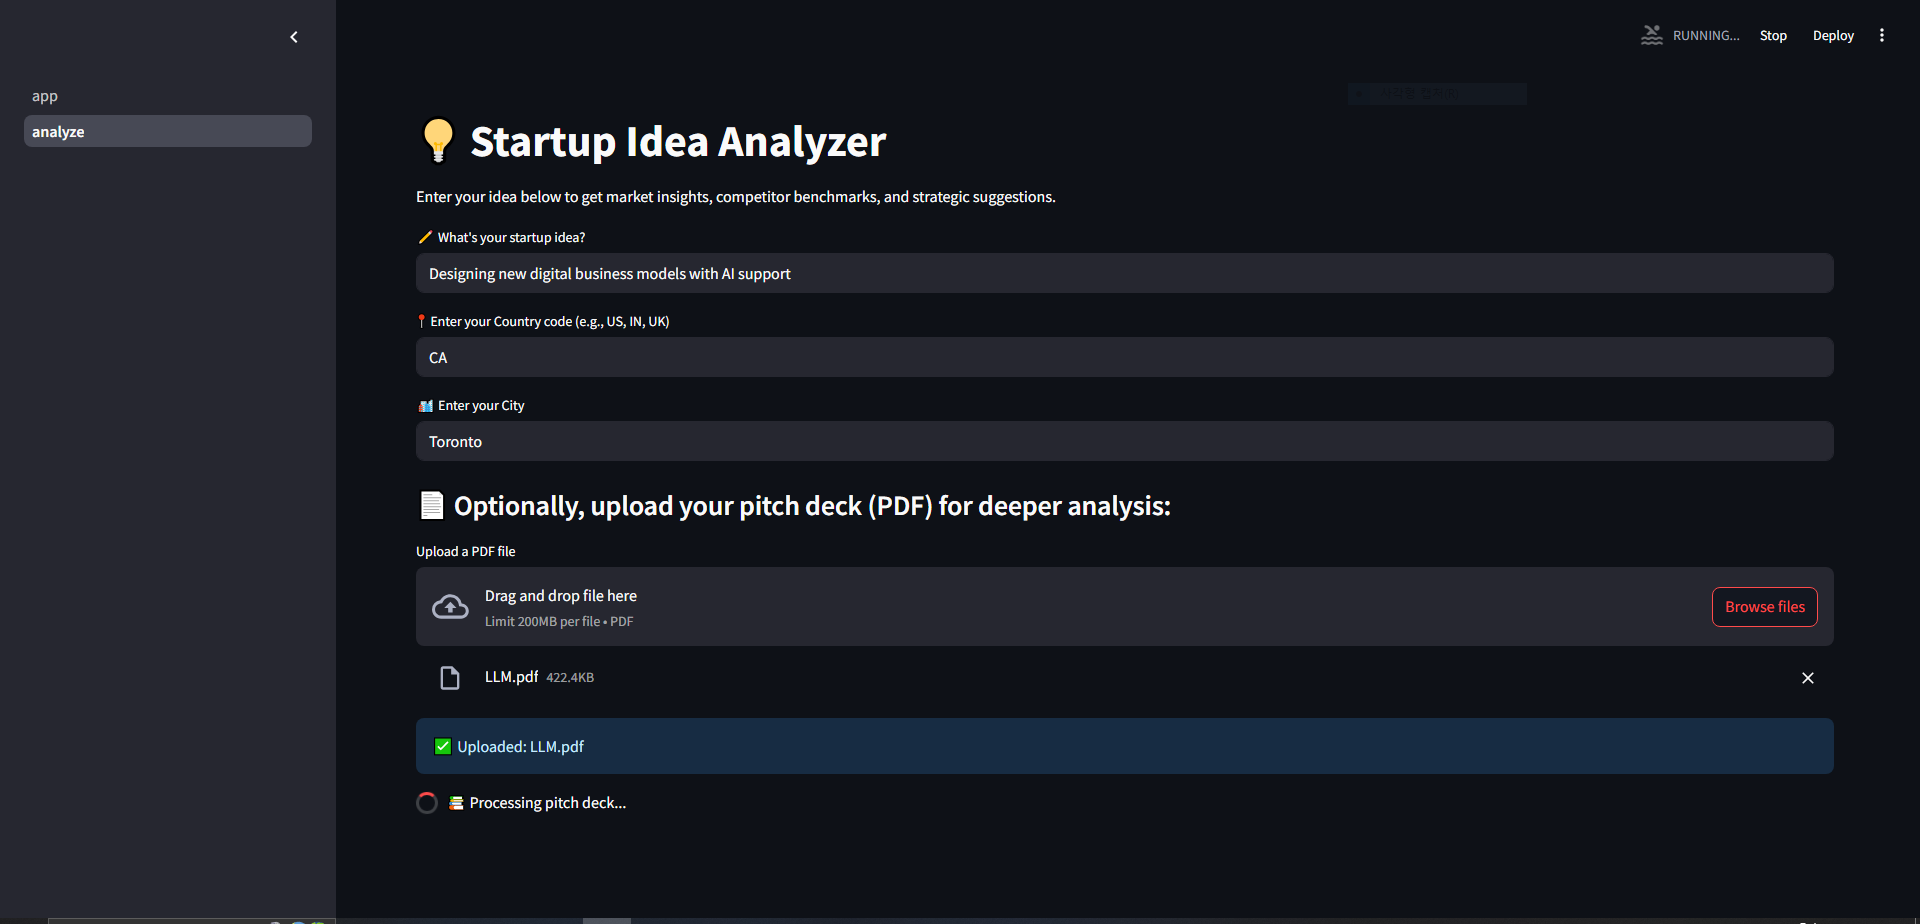 RUNNING...
Stop
Deploy
app
analyze
Startup Idea Analyzer
Enter your idea below to get market insights, competitor benchmarks, and strategic suggestions.
What's your startup idea?
Designing new digital business models with AI support
Enter your Country code (e.g., US, IN, UK)
CA
Enter your City
Toronto
Optionally, upload your pitch deck (PDF) for deeper analysis:
Upload a PDF file
Drag and drop file here
Limit 200MB per file • PDF
Browse files
LLM.pdf 422.4KB
Uploaded: LLM.pdf
Processing pitch deck...